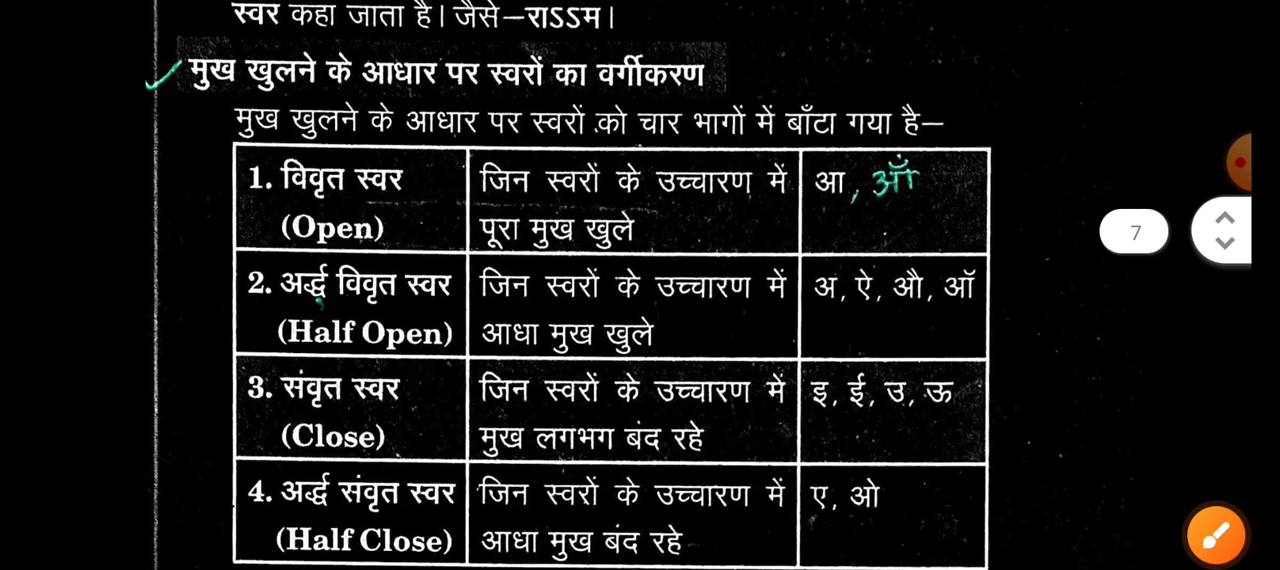 स्वर कहा जाता है। जैसे–राऽऽम।
मुख खुलने के आधार पर स्वरों का वर्गीकरण
मुख खुलने के आधार पर स्वरों को चार भागों में बाँटा गया है–
1. विवृत स्वर (Open) जिन स्वरों के उच्चारण में पूरा मुख खुले आ, ऑ
2. अर्द्ध विवृत स्वर (Half Open) जिन स्वरों के उच्चारण में आधा मुख खुले अ, ऐ, औ, ऑ
3. संवृत स्वर (Close) जिन स्वरों के उच्चारण में मुख लगभग बंद रहे इ, ई, उ, ऊ
4. अर्द्ध संवृत स्वर (Half Close) जिन स्वरों के उच्चारण में आधा मुख बंद रहे ए, ओ
7